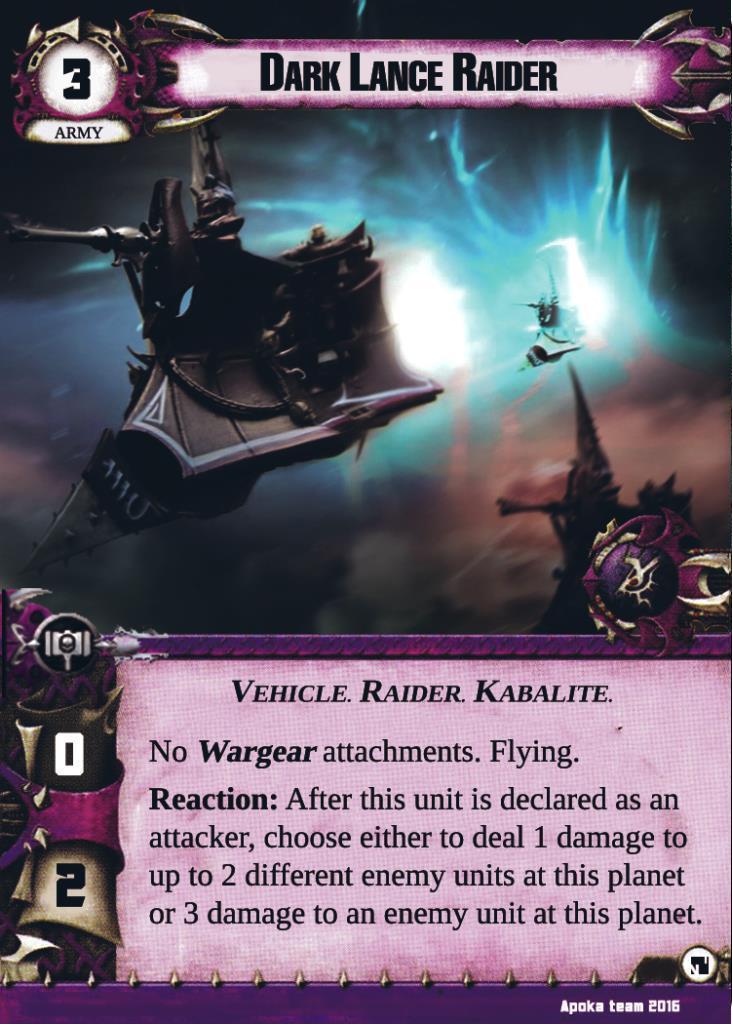 3
ARMY
DARK LANCE RAIDER
VEHICLE. RAIDER. KABALITE.
0
No Wargear attachments. Flying.
Reaction: After this unit is declared as an
attacker, choose either to deal 1 damage to
up to 2 different enemy units at this planet
or 3 damage to an enemy unit at this planet.
2
Apoka team 2016